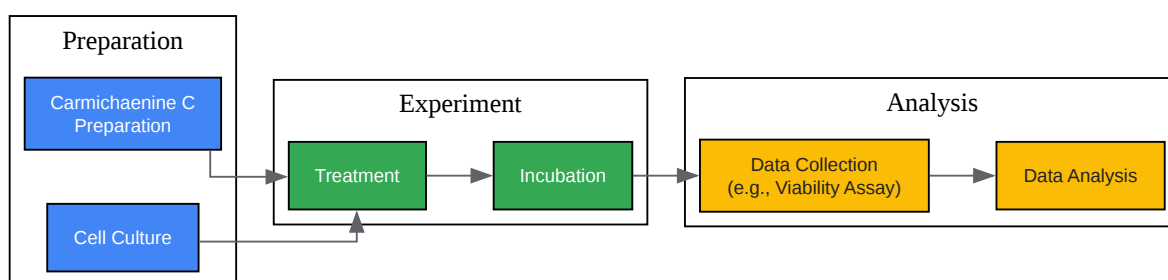 Preparation
Carmichaenine C
Preparation
Cell Culture
Experiment
Treatment
Incubation
Analysis
Data Collection
(e.g., Viability Assay)
Data Analysis